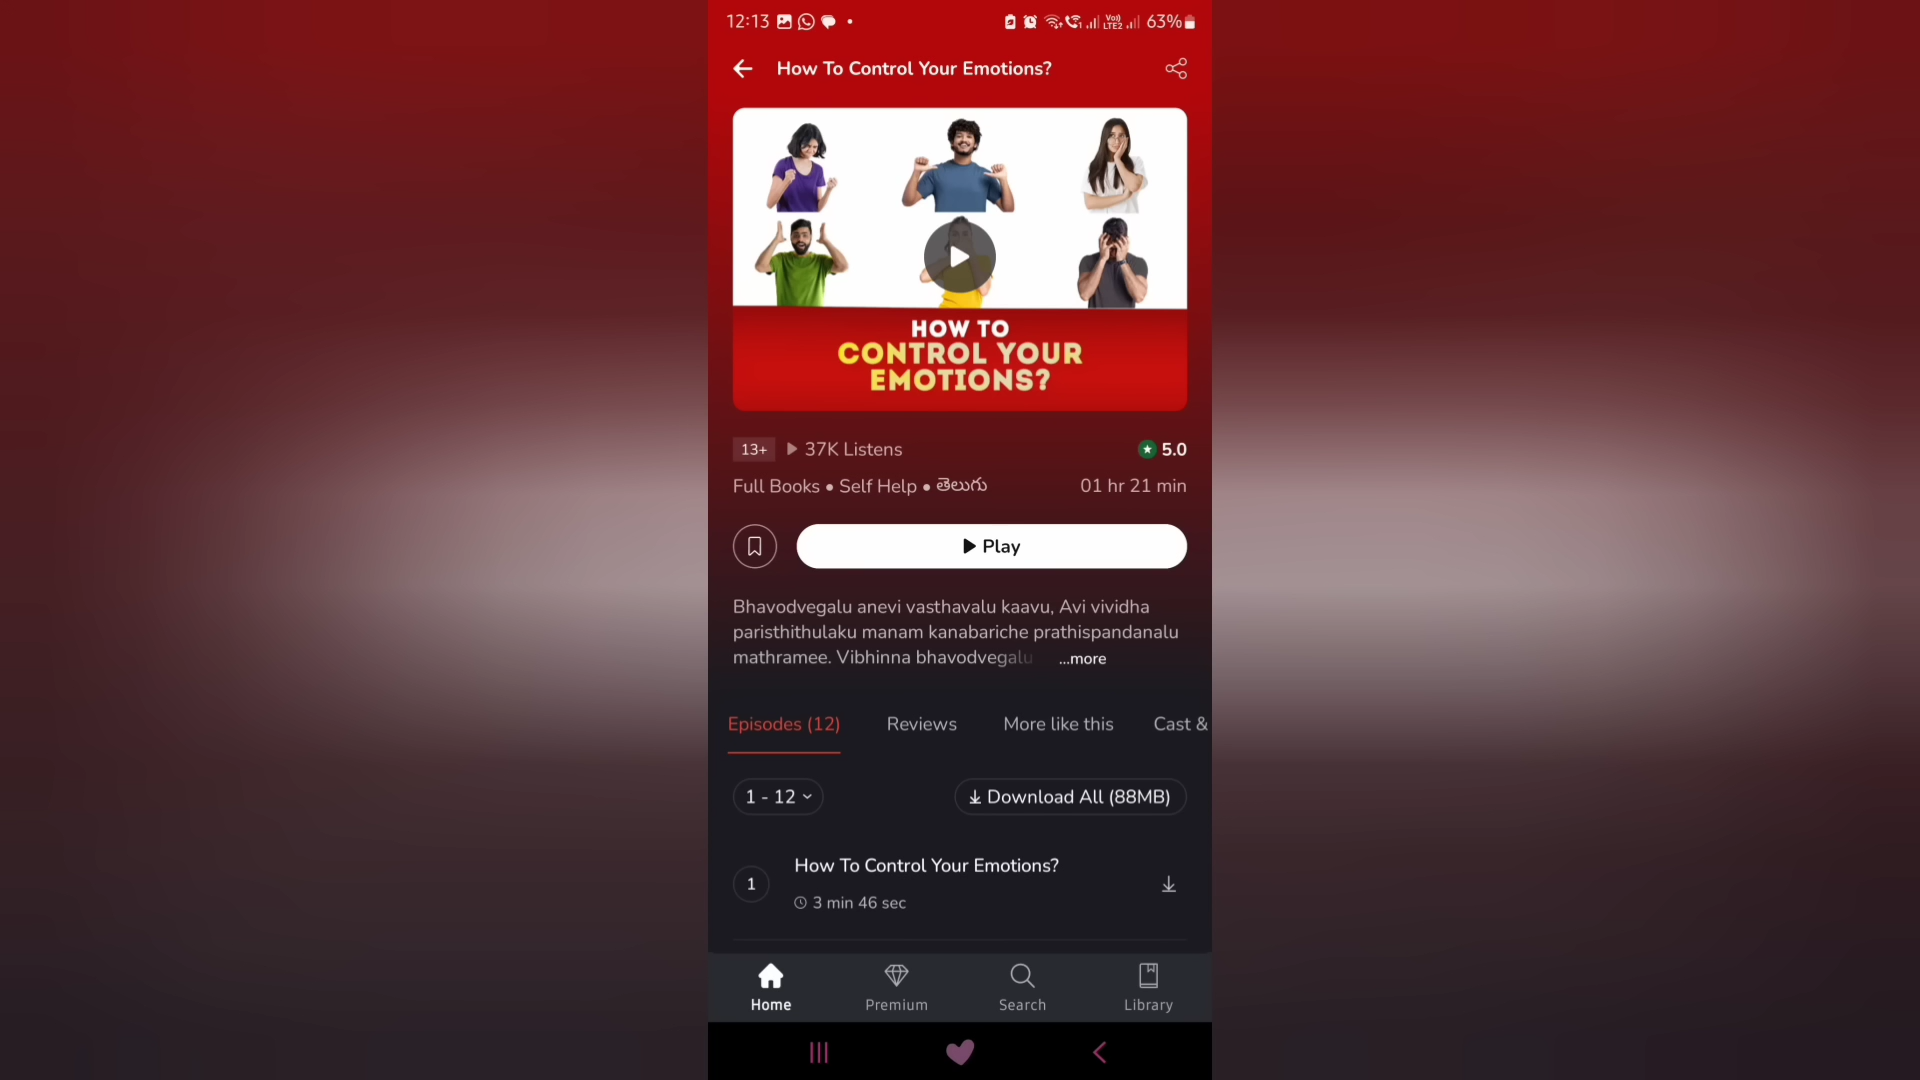 12:13
Vo)) LTE2 63%
How To Control Your Emotions?
HOW TO
CONTROL YOUR
EMOTIONS?
13+ 37K Listens 5.0
Full Books • Self Help • తెలుగు 01 hr 21 min
Play
Bhavodvegalu anevi vasthavalu kaavu, Avi vividha
paristhithulaku manam kanabariche prathispandanalu
mathramee. Vibhinna bhavodvegalu ...more
Episodes (12) Reviews More like this Cast &
1 - 12 Download All (88MB)
How To Control Your Emotions?
1
3 min 46 sec
Home Premium Search Library